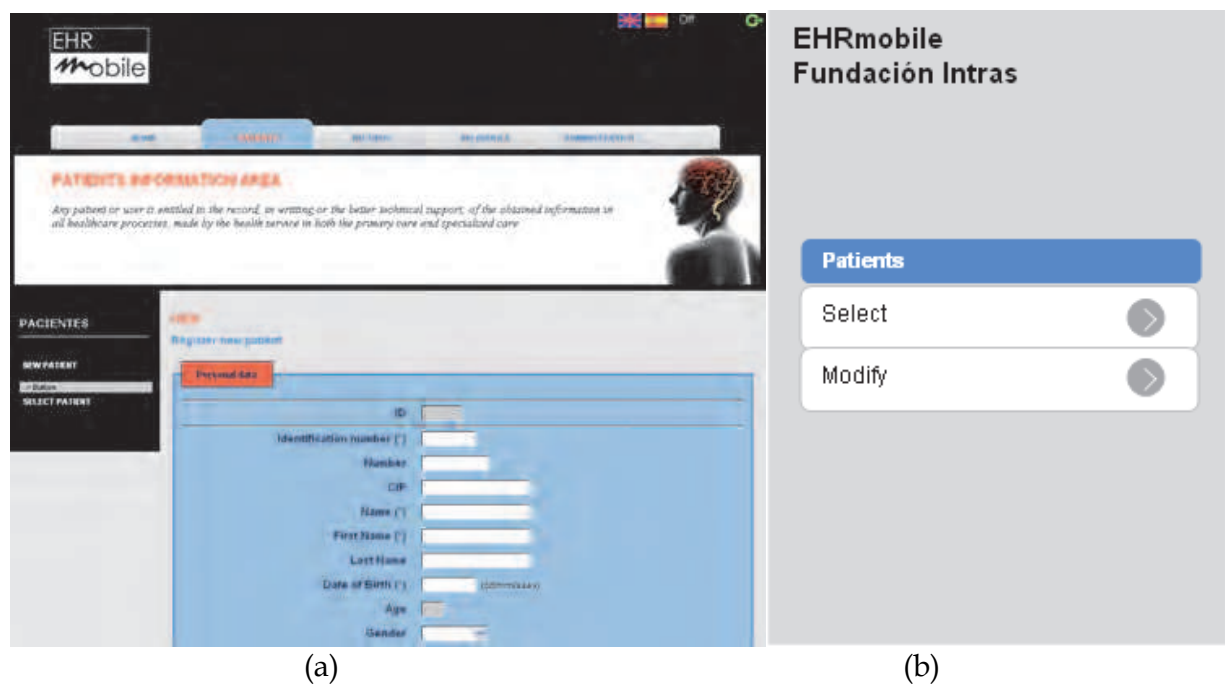 EHR
mobile
Off
HOME PATIENTS
PATIENTS INFORMATION AREA
Any patient or user is entitled to the record, in writing or the better technical support, of the obtained information in
all healthcare processes, made by the health service in both the primary care and specialized care
PACIENTES
NEW PATIENT
SELECT PATIENT
Register new patient
Personal data
ID
Identification number (*)
Number
CIP
Name (*)
First Name (*)
Last Name
Date of Birth (*)
Age
Gender
(a)
EHRmobile
Fundación Intras
Patients
Select
Modify
(b)